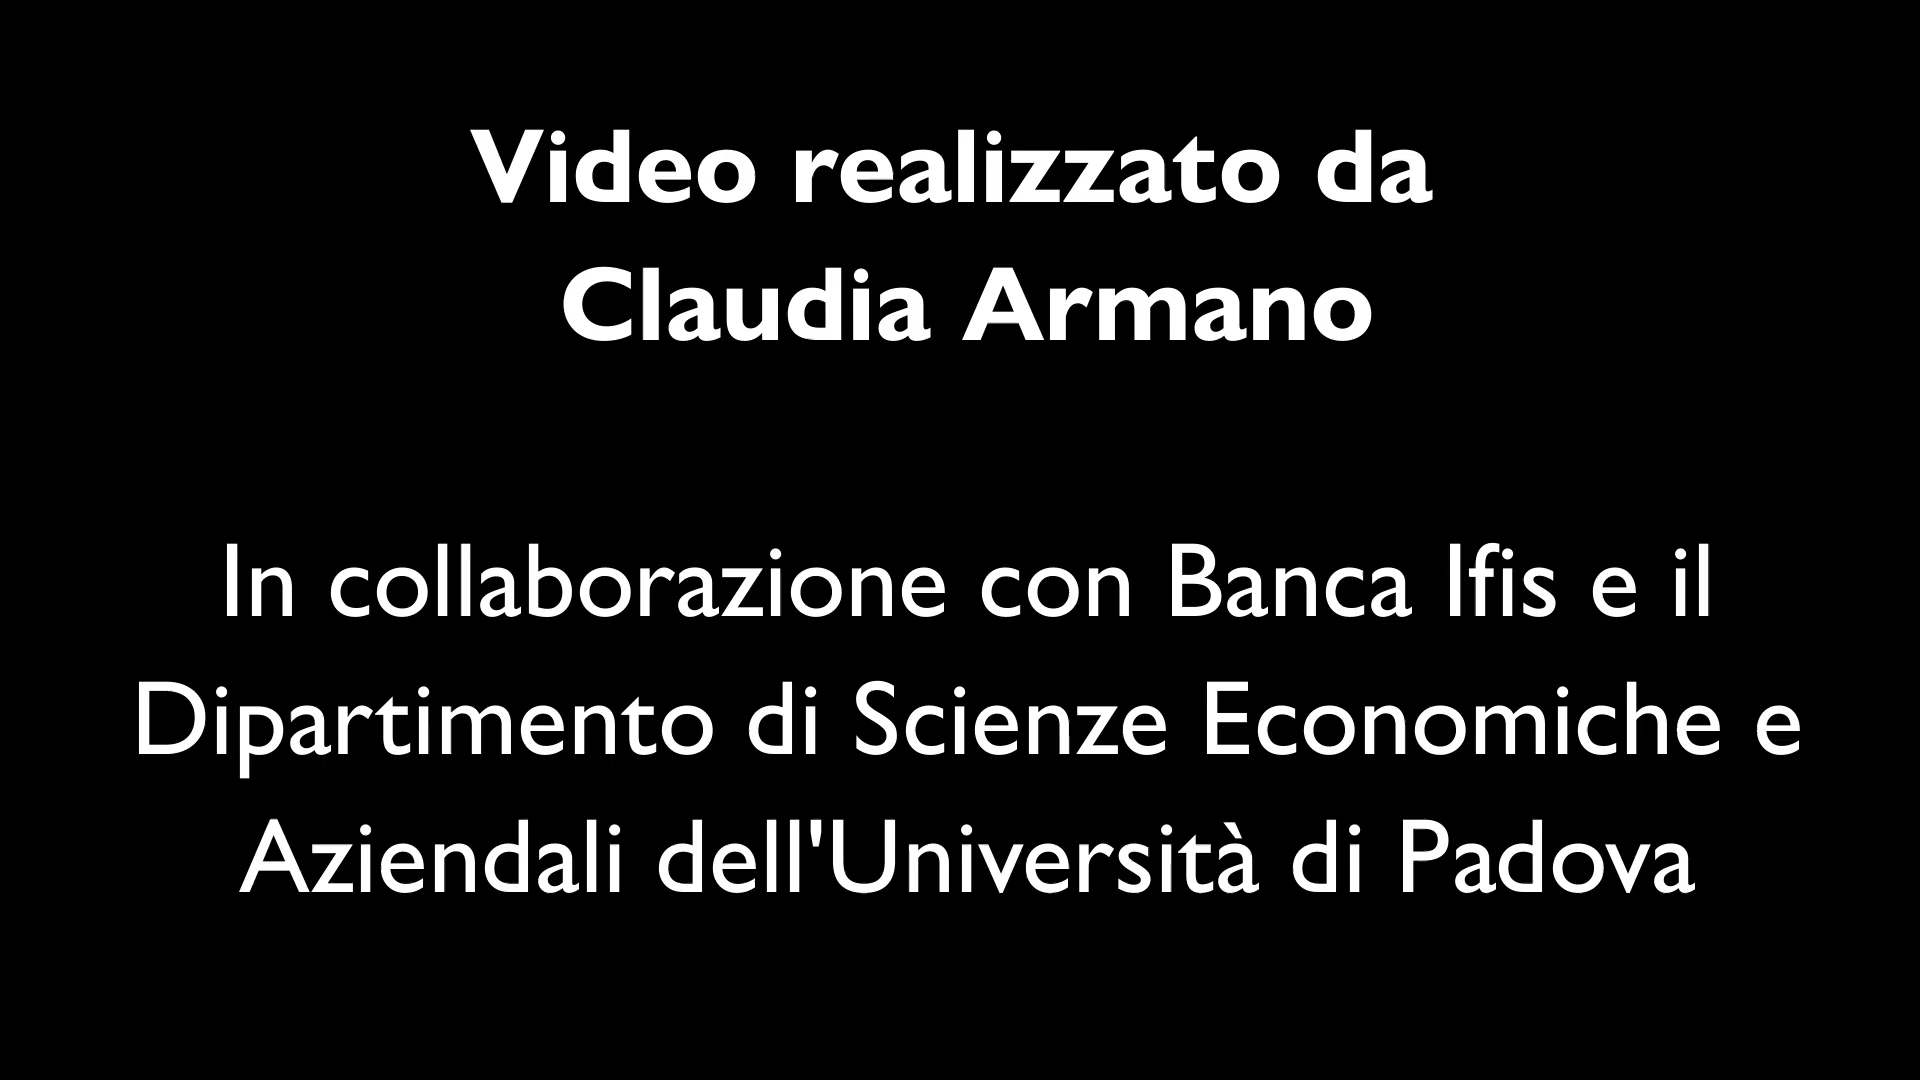 Video realizzato da
Claudia Armano
In collaborazione con Banca Ifis e il
Dipartimento di Scienze Economiche e
Aziendali dell'Università di Padova